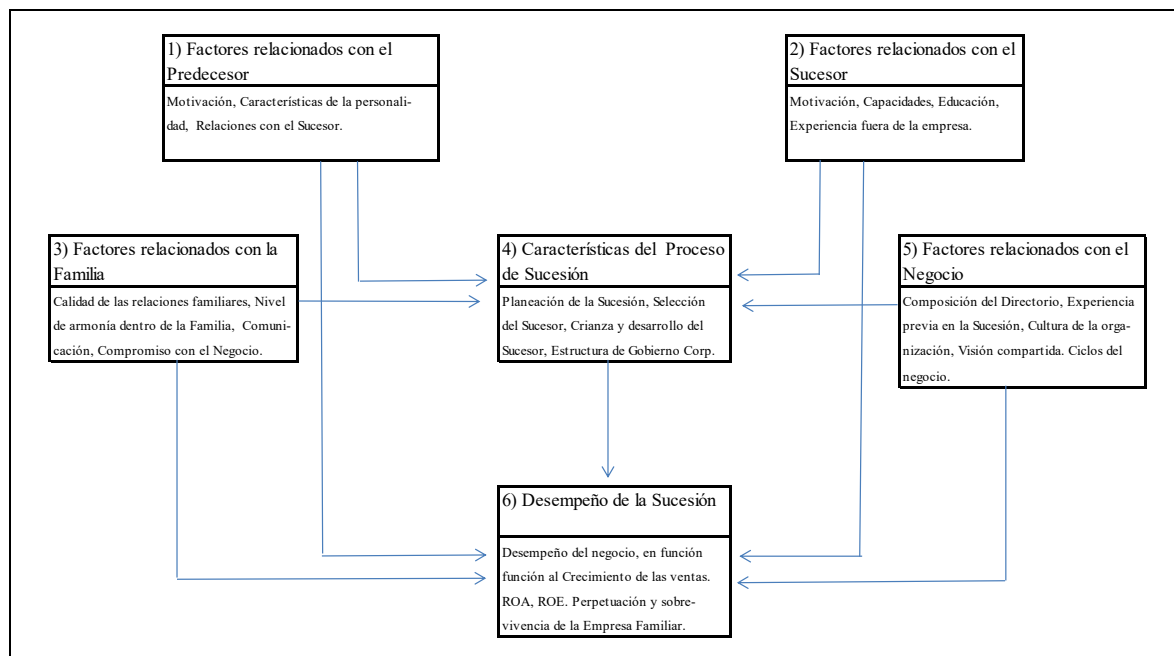 1) Factores relacionados con el
Predecesor
Motivación, Características de la personali-
dad, Relaciones con el Sucesor.
2) Factores relacionados con el
Sucesor
Motivación, Capacidades, Educación,
Experiencia fuera de la empresa.
3) Factores relacionados con la
Familia
Calidad de las relaciones familiares, Nivel
de armonía dentro de la Familia, Comuni-
cación, Compromiso con el Negocio.
4) Características del Proceso
de Sucesión
Planeación de la Sucesión, Selección
del Sucesor, Crianza y desarrollo del
Sucesor, Estructura de Gobierno Corp.
5) Factores relacionados con el
Negocio
Composición del Directorio, Experiencia
previa en la Sucesión, Cultura de la orga-
nización, Visión compartida. Ciclos del
negocio.
6) Desempeño de la Sucesión
Desempeño del negocio, en función
función al Crecimiento de las ventas.
ROA, ROE. Perpetuación y sobre-
vivencia de la Empresa Familiar.